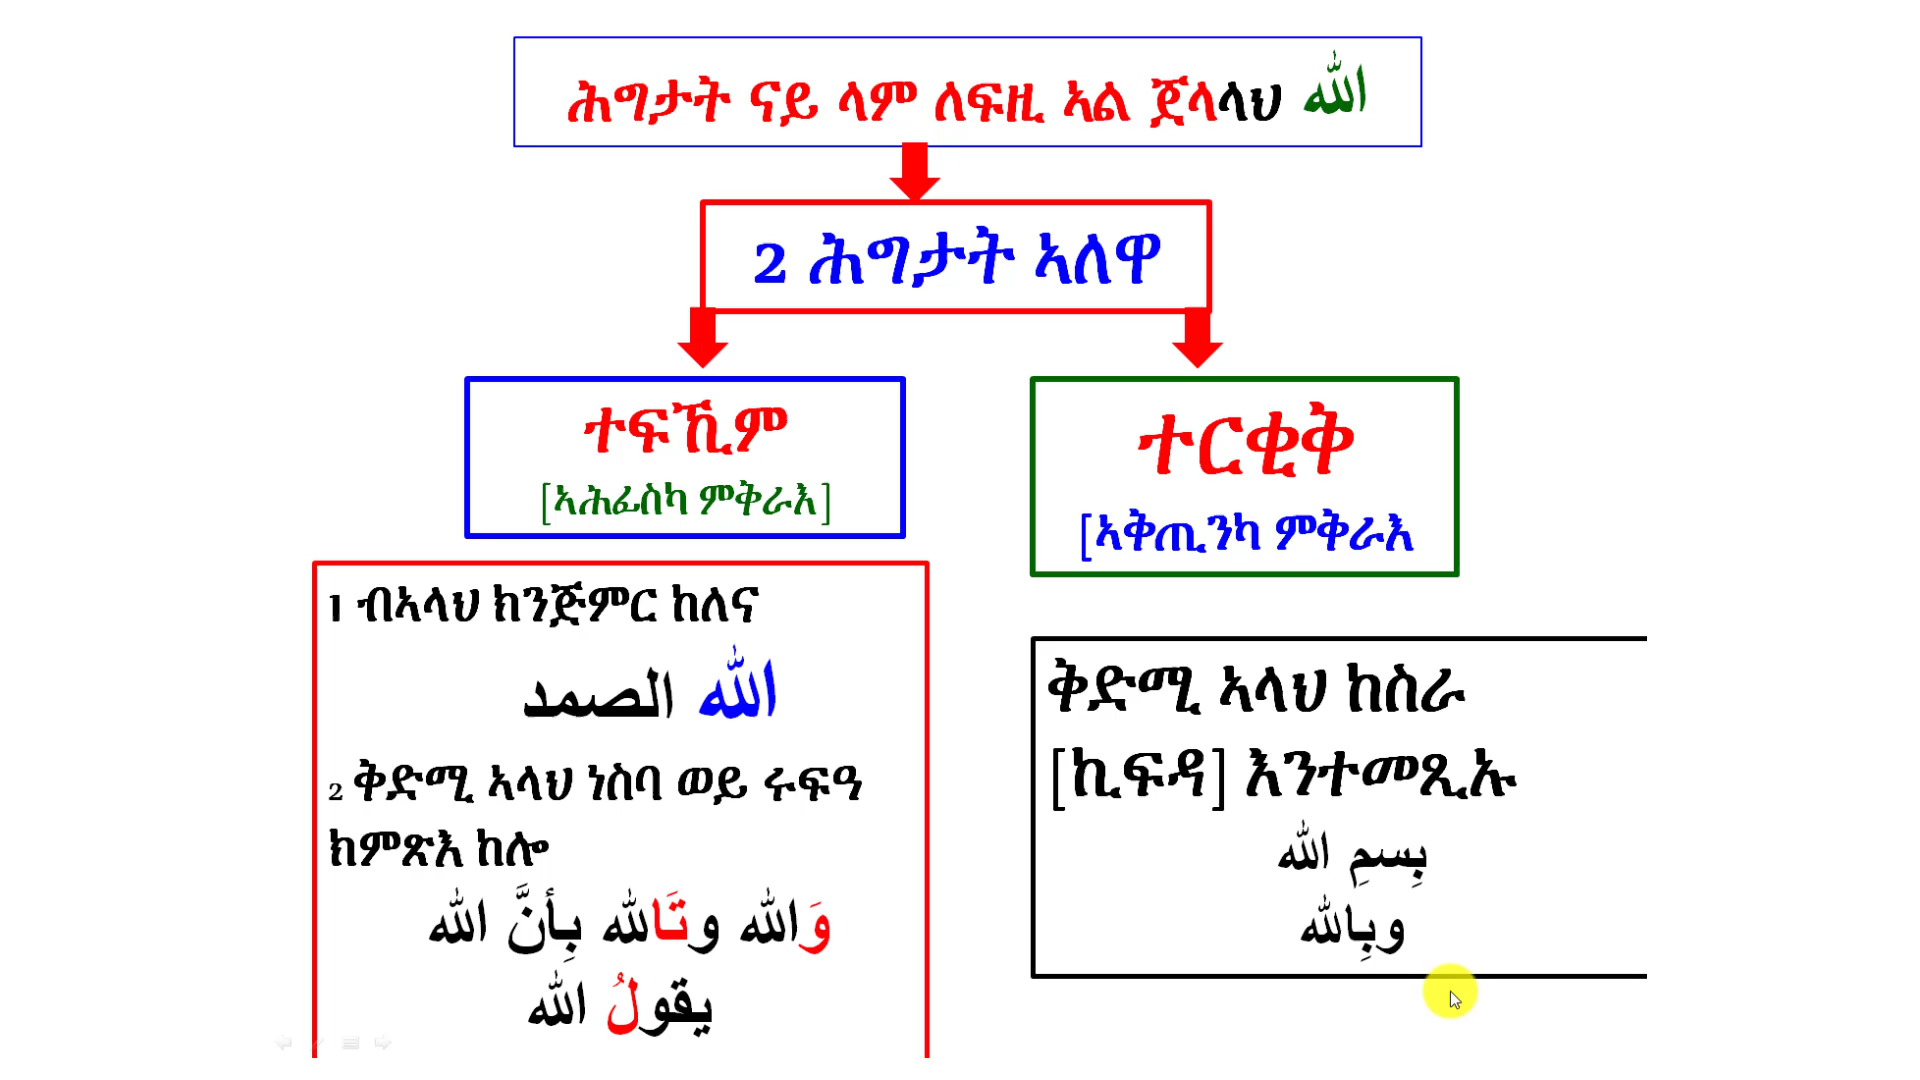 ሕግታት ናይ ላም ለፍዚ ኣል ጀላላህ الله
2 ሕግታት ኣለዋ
ተፍኺም
[ኣሕፊስካ ምቅራእ]
1 ብኣላህ ክንጅምር ከለና
الله الصمد
2 ቅድሚ ኣላህ ነስባ ወይ ሩፍዓ
ክምጽእ ከሎ
وَالله وتَالله بِأنَّ الله
يقولُ الله
ተርቂቅ
[ኣቅጢንካ ምቅራእ
ቅድሚ ኣላህ ከስራ
[ኪፍዳ] እንተመጺኡ
بِسمِ الله
وبِالله